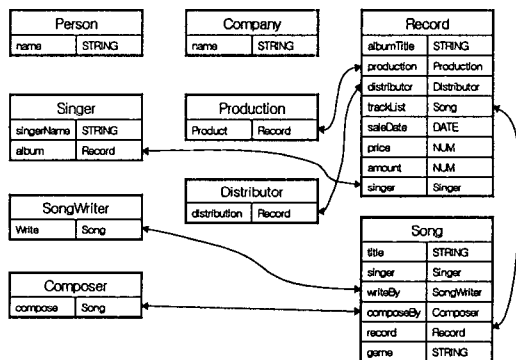 Person
name STRING
Company
name STRING
Record
albumTitle STRING
production Production
distributor Distributor
trackList Song
saleDate DATE
price NUM
amount NUM
singer Singer
Singer
singerName STRING
album Record
Production
Product Record
SongWriter
Write Song
Distributor
distribution Record
Composer
compose Song
Song
title STRING
singer Singer
writeBy SongWriter
composeBy Composer
record Record
game STRING